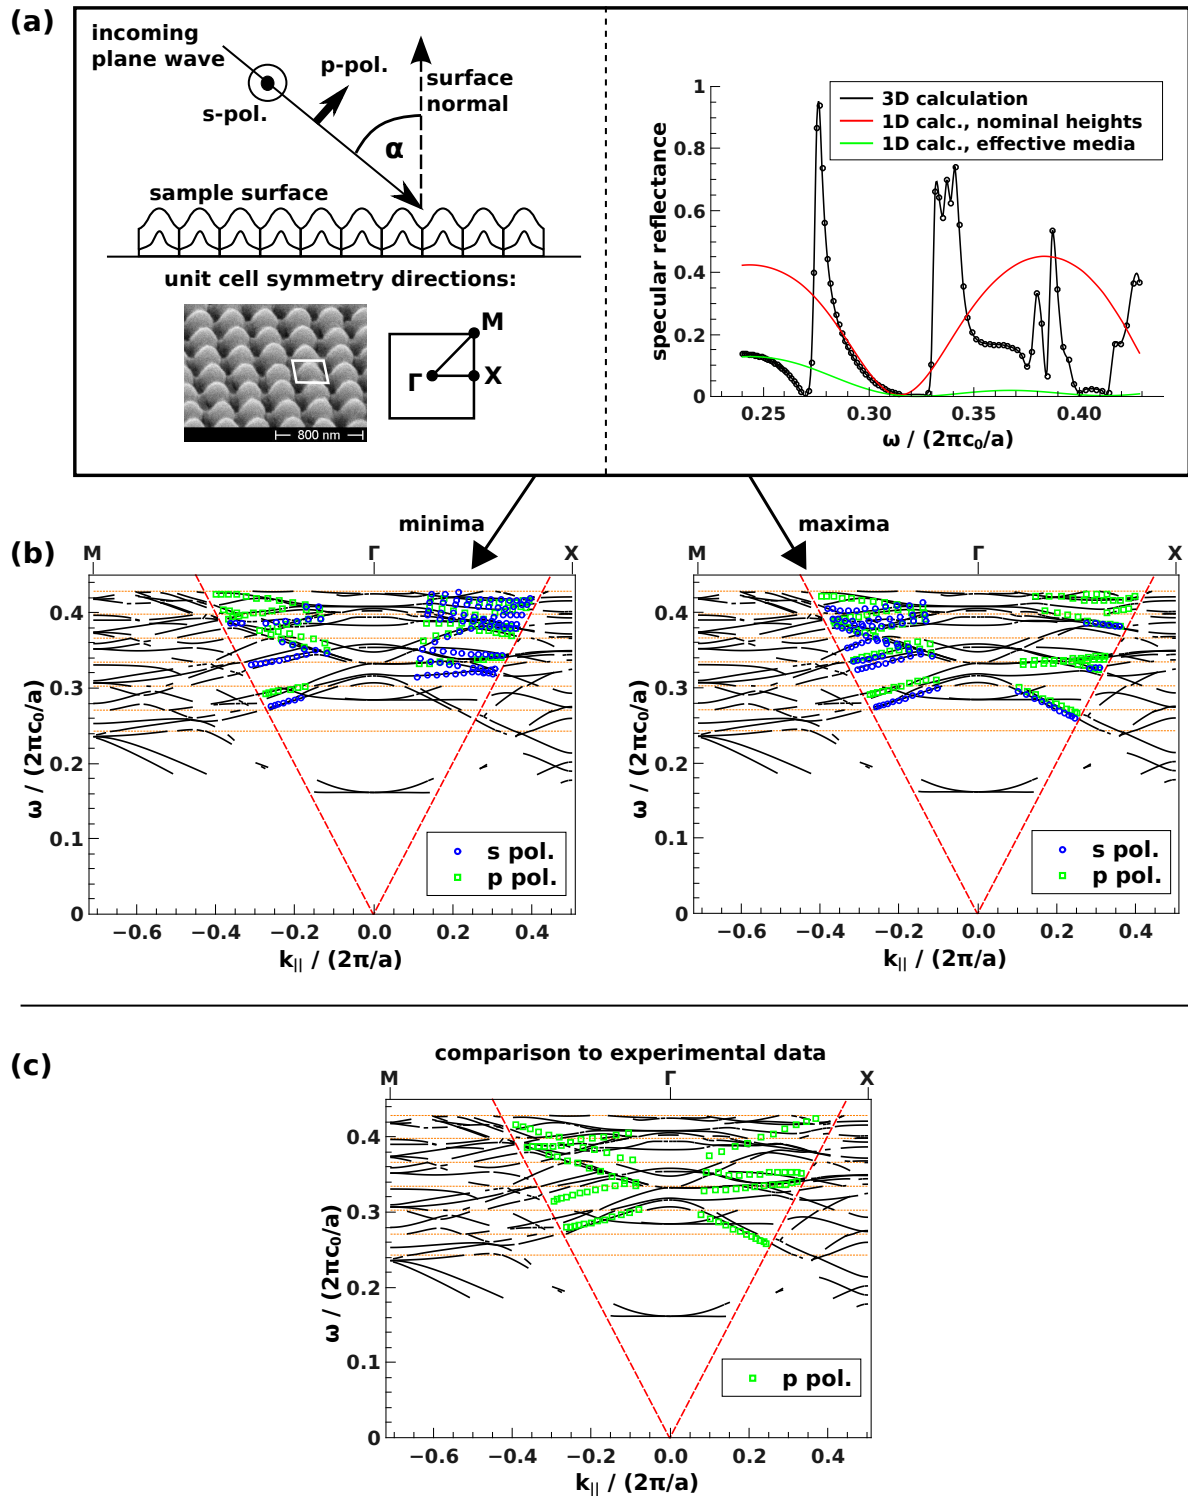 (a)
incoming
plane wave
p-pol.
s-pol.
surface
normal
α
sample surface
unit cell symmetry directions:
M
Γ
X
800 nm
3D calculation
1D calc., nominal heights
1D calc., effective media
specular reflectance
1
0.8
0.6
0.4
0.2
0
0.25 0.30 0.35 0.40
ω / (2πc₀/a)
minima
maxima
(b)
M Γ X
0.4
0.3
0.2
0.1
0
ω / (2πc₀/a)
s pol.
p pol.
−0.6 −0.4 −0.2 0.0 0.2 0.4
k|| / (2π/a)
M Γ X
0.4
0.3
0.2
0.1
0
ω / (2πc₀/a)
s pol.
p pol.
−0.6 −0.4 −0.2 0.0 0.2 0.4
k|| / (2π/a)
(c)
comparison to experimental data
M Γ X
0.4
0.3
0.2
0.1
0
ω / (2πc₀/a)
p pol.
−0.6 −0.4 −0.2 0.0 0.2 0.4
k|| / (2π/a)